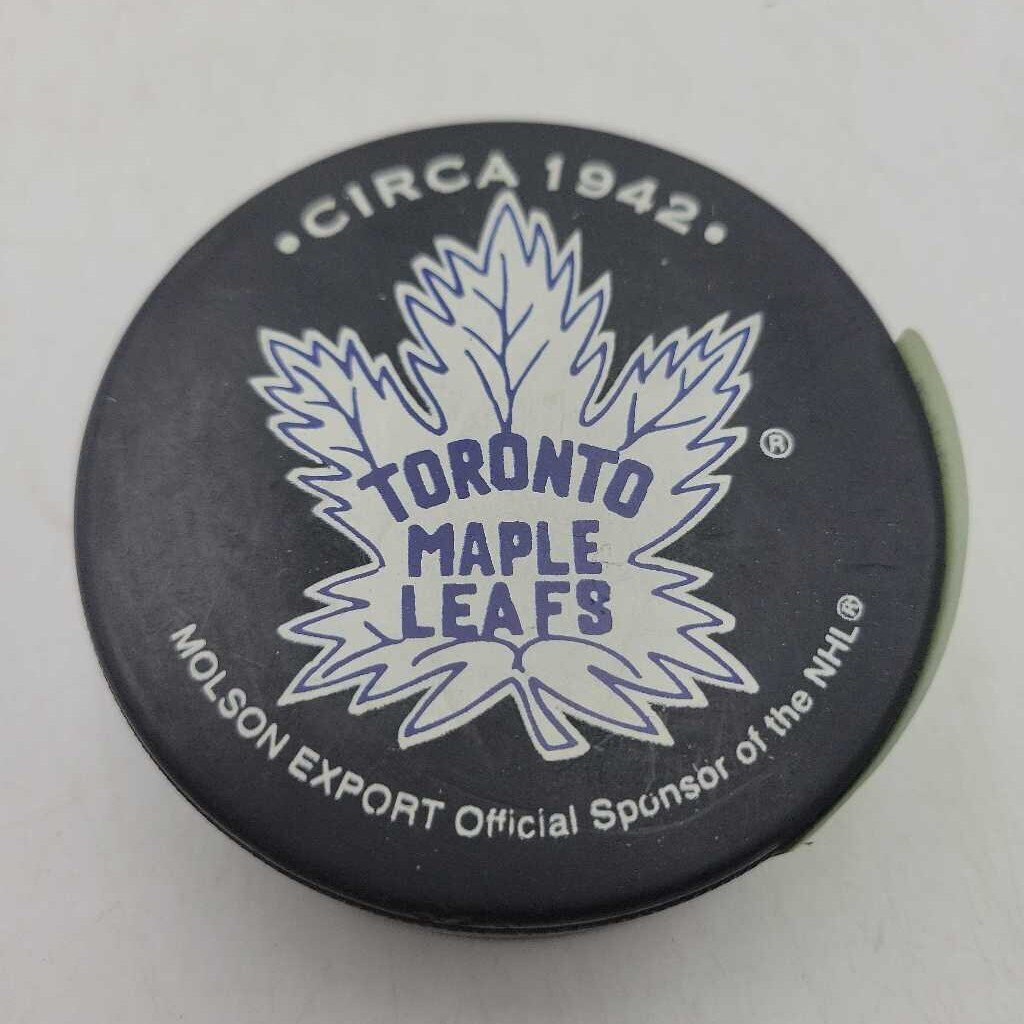 • CIRCA 1942 •
TORONTO
MAPLE
LEAFS
®
MOLSON EXPORT Official Sponsor of the NHL®